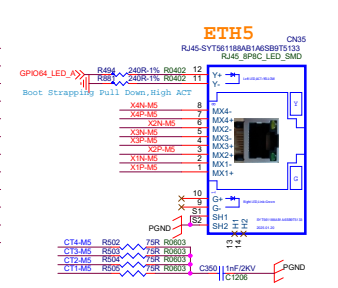 ETH5
CN35
RJ45-SYT561188AB1A6SB9T5133
RJ45_8P8C_LED_SMD
R494 240R-1% R0402 12 Y+
GPIO64_LED_A
R88 240R-1% R0402 11 Y-
Boot Strapping Pull Down,High ACT
Y
X4N-M5 8 MX4-
X4P-M5 7 MX4+
X2N-M5 6 MX2-
X3N-M5 5 MX3-
X3P-M5 4 MX3+
X2P-M5 3 MX2+
X1N-M5 2 MX1-
X1P-M5 1 MX1+
G
10 G+
9 G-
S1 SH1
S2 SH2
PGND
H1
H2
13
14
CT4-M5 R502 75R R0603
CT3-M5 R503 75R R0603
CT2-M5 R504 75R R0603
CT1-M5 R505 75R R0603
C350 1nF/2KV
C1206
PGND